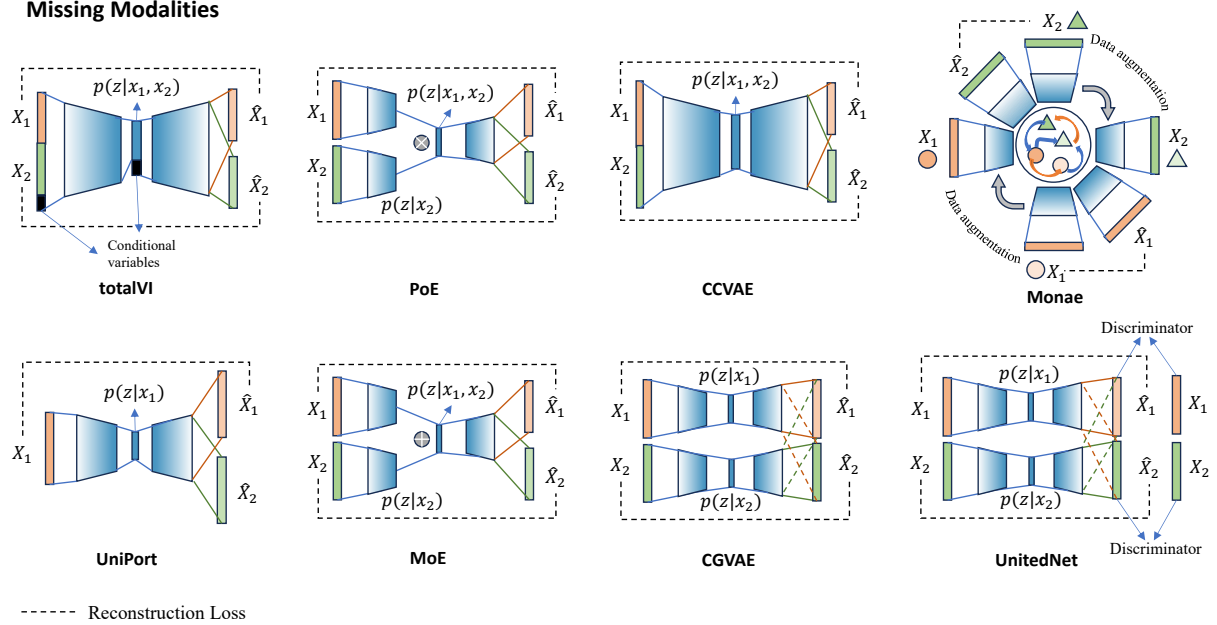 Missing Modalities
p(z|x₁, x₂)
X₁
X₂
X̂₁
X̂₂
Conditional
variables
totalVI
p(z|x₁, x₂)
X₁
X₂
p(z|x₂)
X̂₁
X̂₂
PoE
p(z|x₁, x₂)
X₁
X₂
X̂₁
X̂₂
CCVAE
X₂
Data augmentation
X̂₂
X₁
X₂
Data augmentation
X̂₁
X₁
Monae
p(z|x₁)
X₁
X̂₁
X̂₂
UniPort
p(z|x₁, x₂)
X₁
X₂
p(z|x₂)
X̂₁
X̂₂
MoE
p(z|x₁)
X₁
X₂
p(z|x₂)
X̂₁
X̂₂
CGVAE
Discriminator
p(z|x₁)
X₁
X̂₁
X₁
X₂
X̂₂
X₂
p(z|x₂)
Discriminator
UnitedNet
Reconstruction Loss